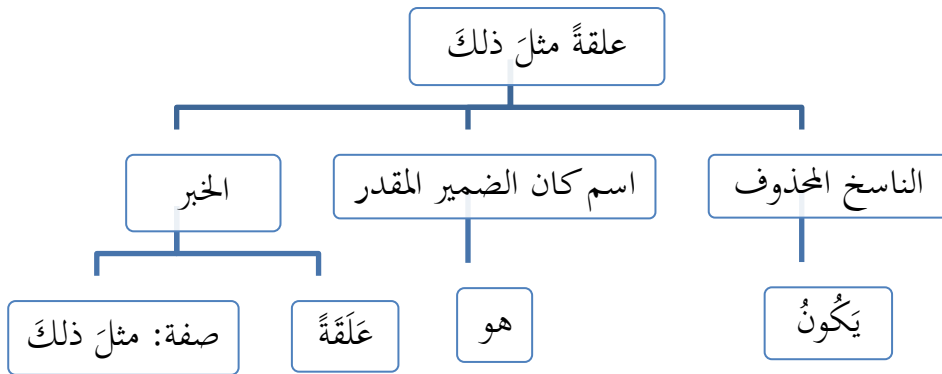 علقةً مثلَ ذلكَ
الناسخ المحذوف
اسم كان الضمير المقدر
الخبر
يَكُونُ
هو
عَلَقَةً
صفة: مثلَ ذلكَ